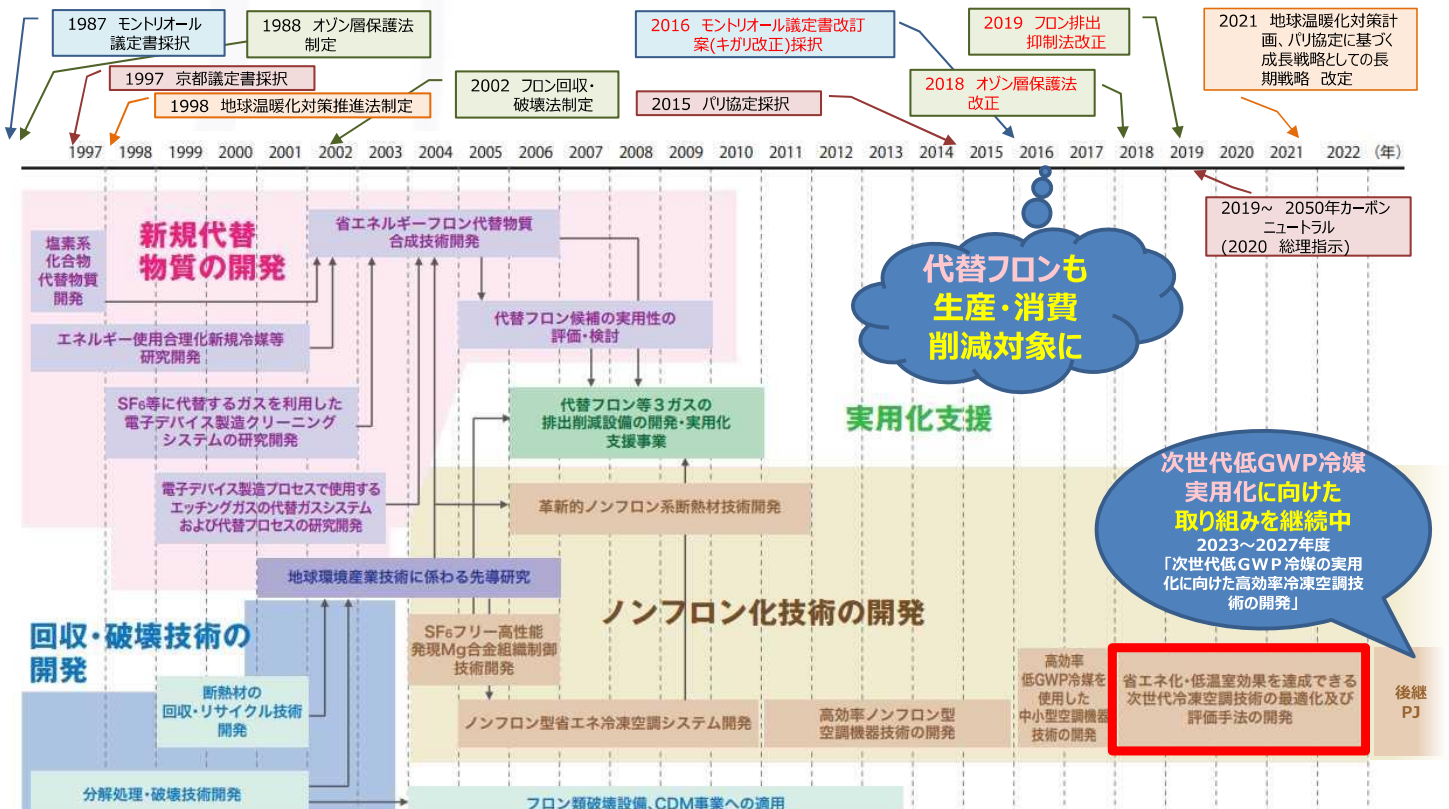 1987 モントリオール
議定書採択
1988 オゾン層保護法
制定
1997 京都議定書採択
1998 地球温暖化対策推進法制定
2002 フロン回収・
破壊法制定
2016 モントリオール議定書改訂
案(キガリ改正)採択
2015 パリ協定採択
2019 フロン排出
抑制法改正
2018 オゾン層保護法
改正
2021 地球温暖化対策計
画、パリ協定に基づく
成長戦略としての長
期戦略 改定
1997 1998 1999 2000 2001 2002 2003 2004 2005 2006 2007 2008 2009 2010 2011 2012 2013 2014 2015 2016 2017 2018 2019 2020 2021 2022 (年)
2019~ 2050年カーボン
ニュートラル
(2020 総理指示)
新規代替
物質の開発
塩素系
化合物
代替物質
開発
省エネルギーフロン代替物質
合成技術開発
代替フロン候補の実用性の
評価・検討
エネルギー使用合理化新規冷媒等
研究開発
SF6等に代替するガスを利用した
電子デバイス製造クリーニング
システムの研究開発
代替フロン等3ガスの
排出削減設備の開発・実用化
支援事業
実用化支援
代替フロンも
生産・消費
削減対象に
電子デバイス製造プロセスで使用する
エッチングガスの代替ガスシステム
および代替プロセスの研究開発
革新的ノンフロン系断熱材技術開発
地球環境産業技術に係わる先導研究
次世代低GWP冷媒
実用化に向けた
取り組みを継続中
2023~2027年度
「次世代低GWP冷媒の実用
化に向けた高効率冷凍空調技
術の開発」
ノンフロン化技術の開発
回収・破壊技術の
開発
SF6フリー高性能
発現Mg合金組織制御
技術開発
断熱材の
回収・リサイクル技術
開発
ノンフロン型省エネ冷凍空調システム開発
高効率ノンフロン型
空調機器技術の開発
高効率
低GWP冷媒を
使用した
中小型空調機器
技術の開発
省エネ化・低温室効果を達成できる
次世代冷凍空調技術の最適化及び
評価手法の開発
後継
PJ
分解処理・破壊技術開発
フロン類破壊設備、CDM事業への適用